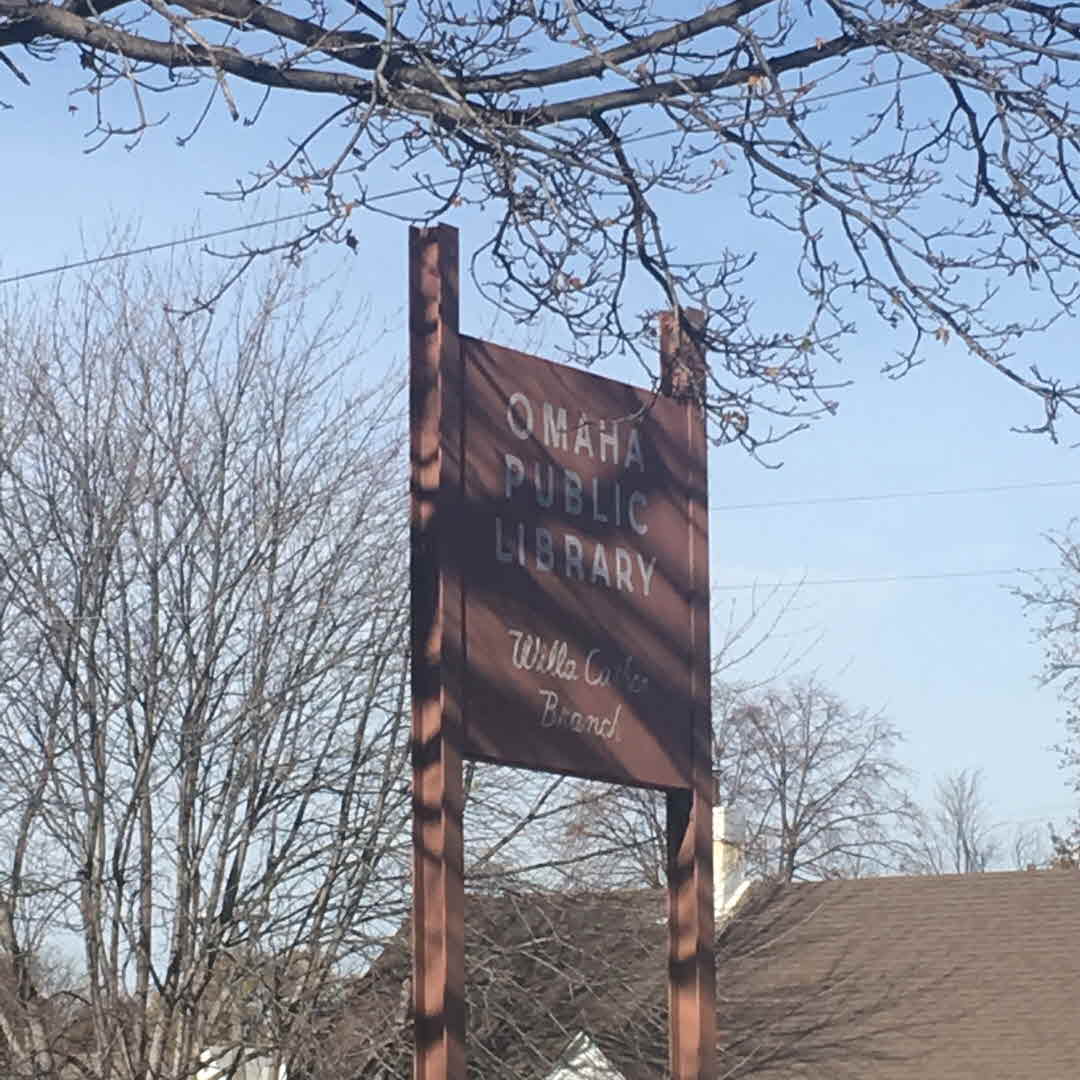 OMAHA
PUBLIC
LIBRARY
Willa Cather
Branch